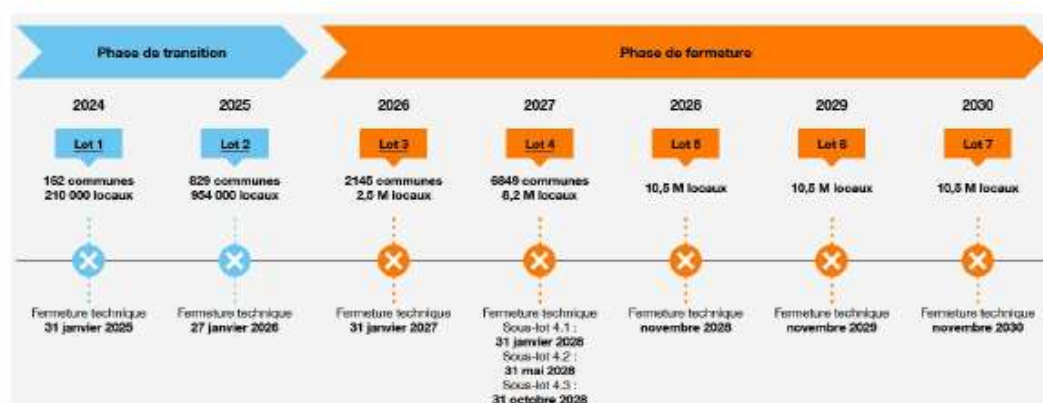 Phase de transition
Phase de fermeture
2024
2025
2026
2027
2028
2029
2030
Lot 1
Lot 2
Lot 3
Lot 4
Lot 5
Lot 6
Lot 7
162 communes
210 000 locaux
829 communes
954 000 locaux
2145 communes
2,5 M locaux
6849 communes
8,2 M locaux
10,5 M locaux
10,5 M locaux
10,5 M locaux
Fermeture technique
31 janvier 2025
Fermeture technique
27 janvier 2026
Fermeture technique
31 janvier 2027
Fermeture technique
Sous-lot 4.1 :
31 janvier 2028
Sous-lot 4.2 :
31 mai 2028
Sous-lot 4.3 :
31 octobre 2028
Fermeture technique
novembre 2028
Fermeture technique
novembre 2029
Fermeture technique
novembre 2030